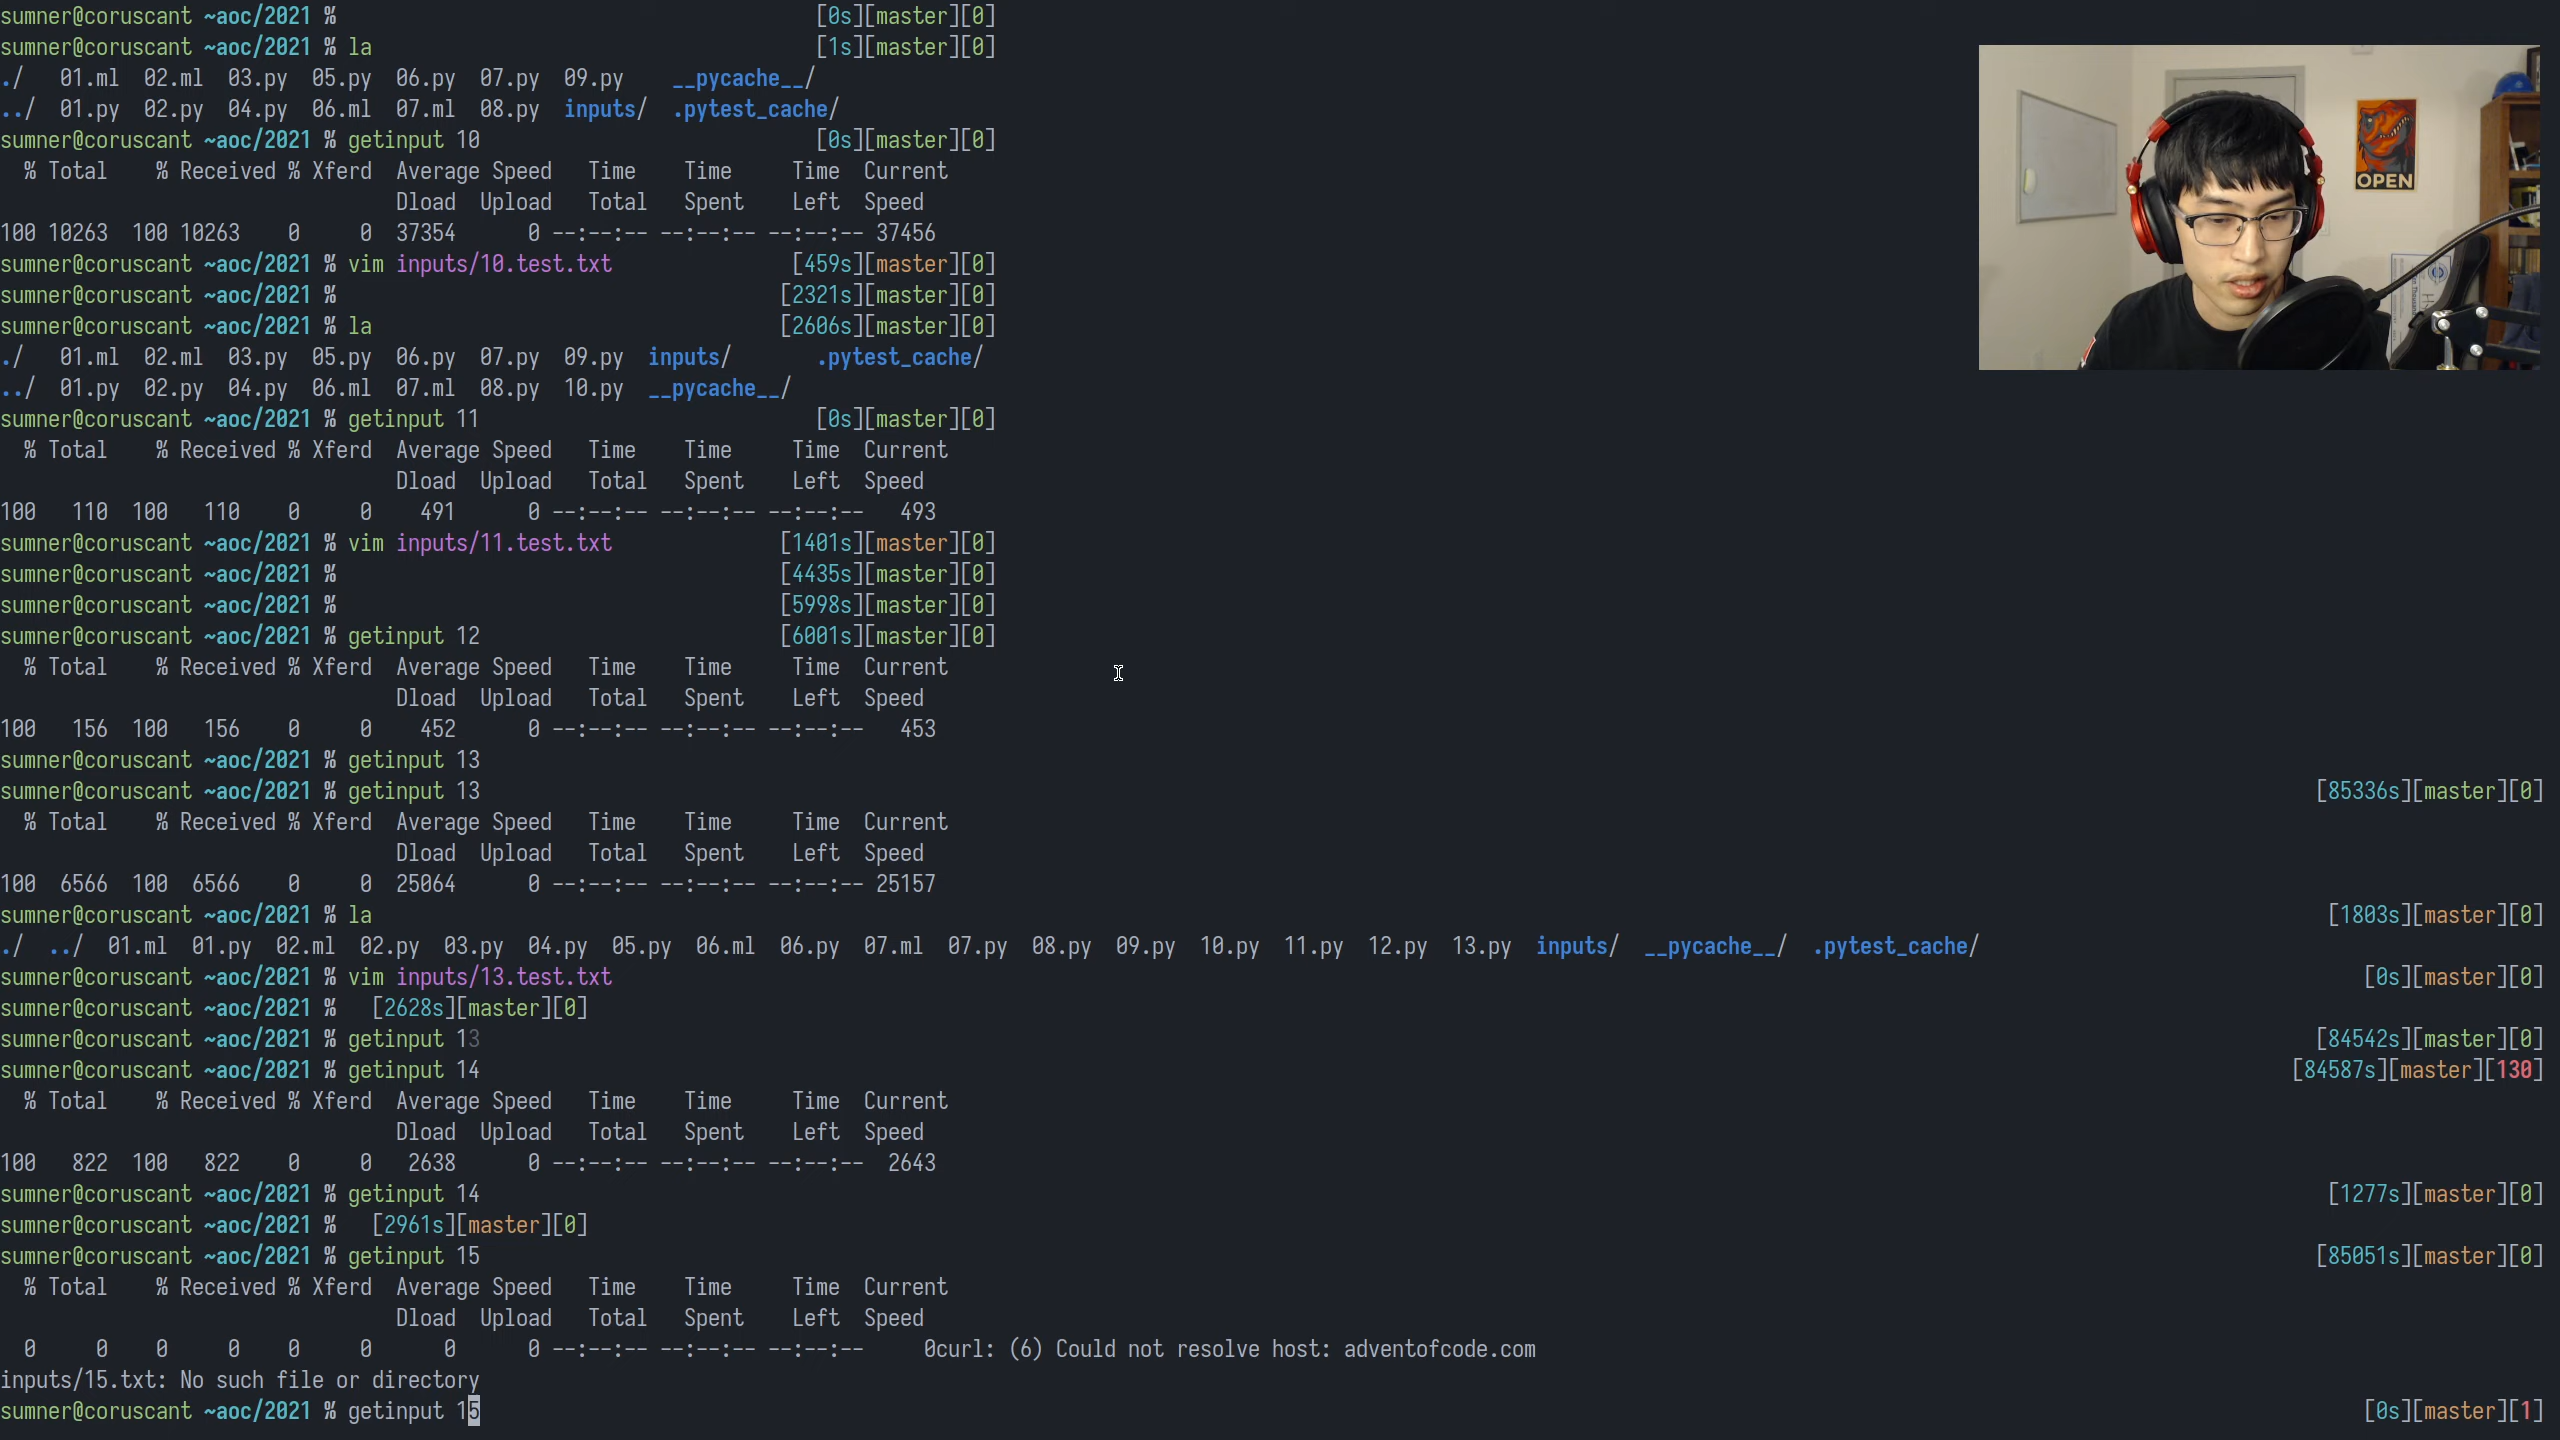 sumner@coruscant ~aoc/2021 % [0s][master][0]
sumner@coruscant ~aoc/2021 % la [1s][master][0]
./ 01.ml 02.ml 03.py 05.py 06.py 07.py 09.py __pycache__/
../ 01.py 02.py 04.py 06.ml 07.ml 08.py inputs/ .pytest_cache/
sumner@coruscant ~aoc/2021 % getinput 10 [0s][master][0]
% Total % Received % Xferd Average Speed Time Time Time Current
Dload Upload Total Spent Left Speed
100 10263 100 10263 0 0 37354 0 --:--:-- --:--:-- --:--:-- 37456
sumner@coruscant ~aoc/2021 % vim inputs/10.test.txt [459s][master][0]
sumner@coruscant ~aoc/2021 % [2321s][master][0]
sumner@coruscant ~aoc/2021 % la [2606s][master][0]
./ 01.ml 02.ml 03.py 05.py 06.py 07.py 09.py inputs/ .pytest_cache/
../ 01.py 02.py 04.py 06.ml 07.ml 08.py 10.py __pycache__/
sumner@coruscant ~aoc/2021 % getinput 11 [0s][master][0]
% Total % Received % Xferd Average Speed Time Time Time Current
Dload Upload Total Spent Left Speed
100 110 100 110 0 0 491 0 --:--:-- --:--:-- --:--:-- 493
sumner@coruscant ~aoc/2021 % vim inputs/11.test.txt [1401s][master][0]
sumner@coruscant ~aoc/2021 % [4435s][master][0]
sumner@coruscant ~aoc/2021 % [5998s][master][0]
sumner@coruscant ~aoc/2021 % getinput 12 [6001s][master][0]
% Total % Received % Xferd Average Speed Time Time Time Current
Dload Upload Total Spent Left Speed
100 156 100 156 0 0 452 0 --:--:-- --:--:-- --:--:-- 453
sumner@coruscant ~aoc/2021 % getinput 13
sumner@coruscant ~aoc/2021 % getinput 13 [85336s][master][0]
% Total % Received % Xferd Average Speed Time Time Time Current
Dload Upload Total Spent Left Speed
100 6566 100 6566 0 0 25064 0 --:--:-- --:--:-- --:--:-- 25157
sumner@coruscant ~aoc/2021 % la [1803s][master][0]
./ ../ 01.ml 01.py 02.ml 02.py 03.py 04.py 05.py 06.ml 06.py 07.ml 07.py 08.py 09.py 10.py 11.py 12.py 13.py inputs/ __pycache__/ .pytest_cache/
sumner@coruscant ~aoc/2021 % vim inputs/13.test.txt [0s][master][0]
sumner@coruscant ~aoc/2021 % [2628s][master][0]
sumner@coruscant ~aoc/2021 % getinput 13 [84542s][master][0]
sumner@coruscant ~aoc/2021 % getinput 14 [84587s][master][130]
% Total % Received % Xferd Average Speed Time Time Time Current
Dload Upload Total Spent Left Speed
100 822 100 822 0 0 2638 0 --:--:-- --:--:-- --:--:-- 2643
sumner@coruscant ~aoc/2021 % getinput 14 [1277s][master][0]
sumner@coruscant ~aoc/2021 % [2961s][master][0]
sumner@coruscant ~aoc/2021 % getinput 15 [85051s][master][0]
% Total % Received % Xferd Average Speed Time Time Time Current
Dload Upload Total Spent Left Speed
0 0 0 0 0 0 0 0 --:--:-- --:--:-- --:--:-- 0curl: (6) Could not resolve host: adventofcode.com
inputs/15.txt: No such file or directory
sumner@coruscant ~aoc/2021 % getinput 15 [0s][master][1]
OPEN